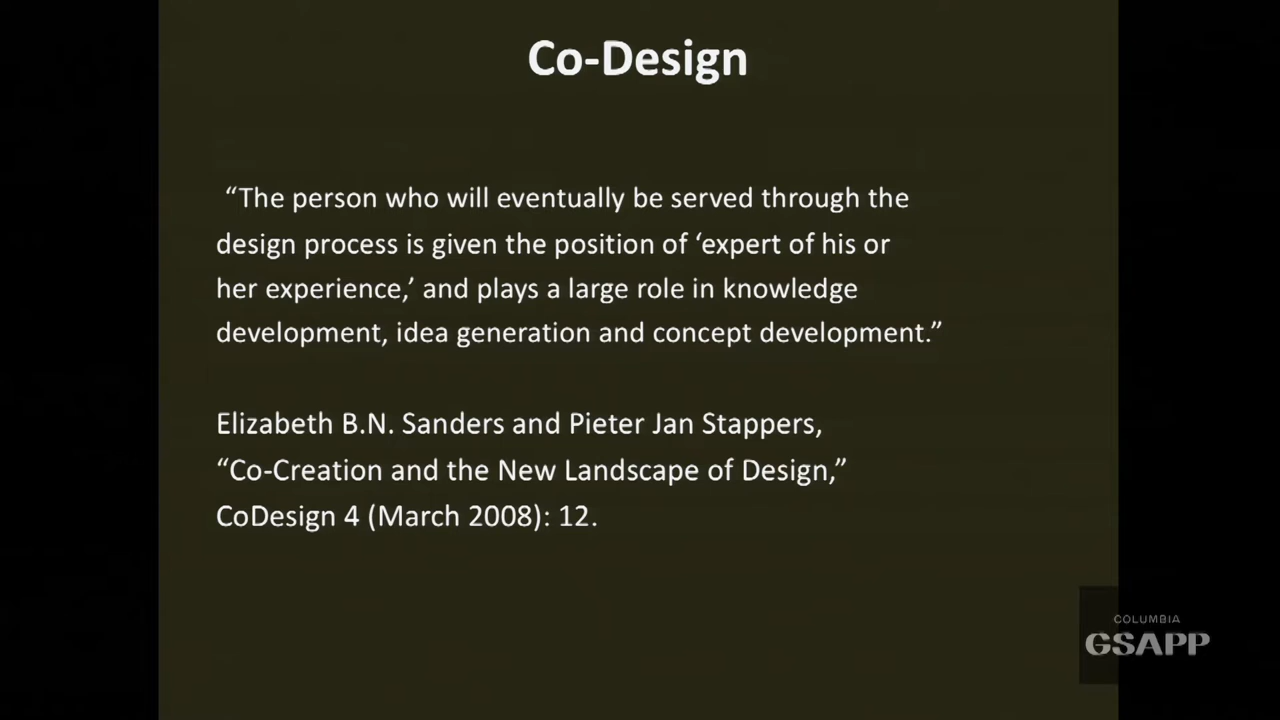 Co-Design
“The person who will eventually be served through the
design process is given the position of ‘expert of his or
her experience,’ and plays a large role in knowledge
development, idea generation and concept development.”
Elizabeth B.N. Sanders and Pieter Jan Stappers,
“Co-Creation and the New Landscape of Design,”
CoDesign 4 (March 2008): 12.
COLUMBIA
GSAPP